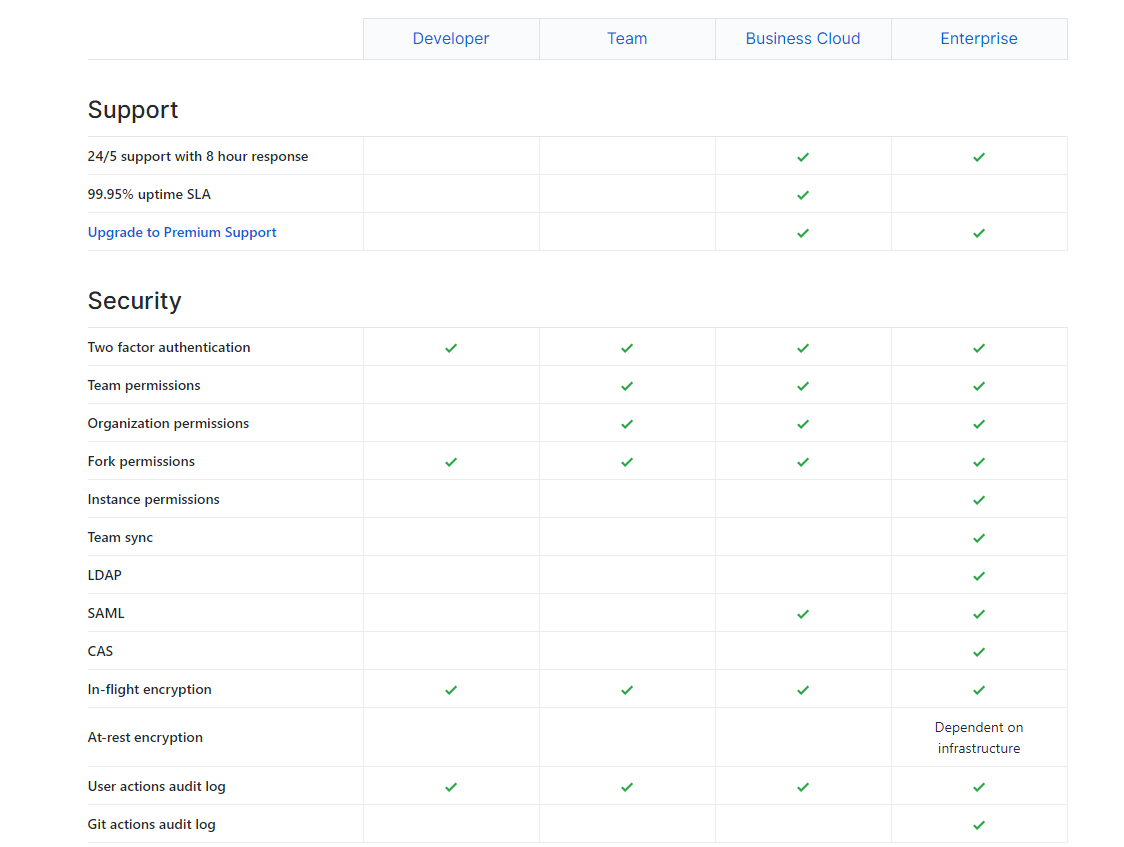 Developer Team Business Cloud Enterprise
Support
24/5 support with 8 hour response
99.95% uptime SLA
Upgrade to Premium Support
Security
Two factor authentication
Team permissions
Organization permissions
Fork permissions
Instance permissions
Team sync
LDAP
SAML
CAS
In-flight encryption
At-rest encryption
Dependent on
infrastructure
User actions audit log
Git actions audit log